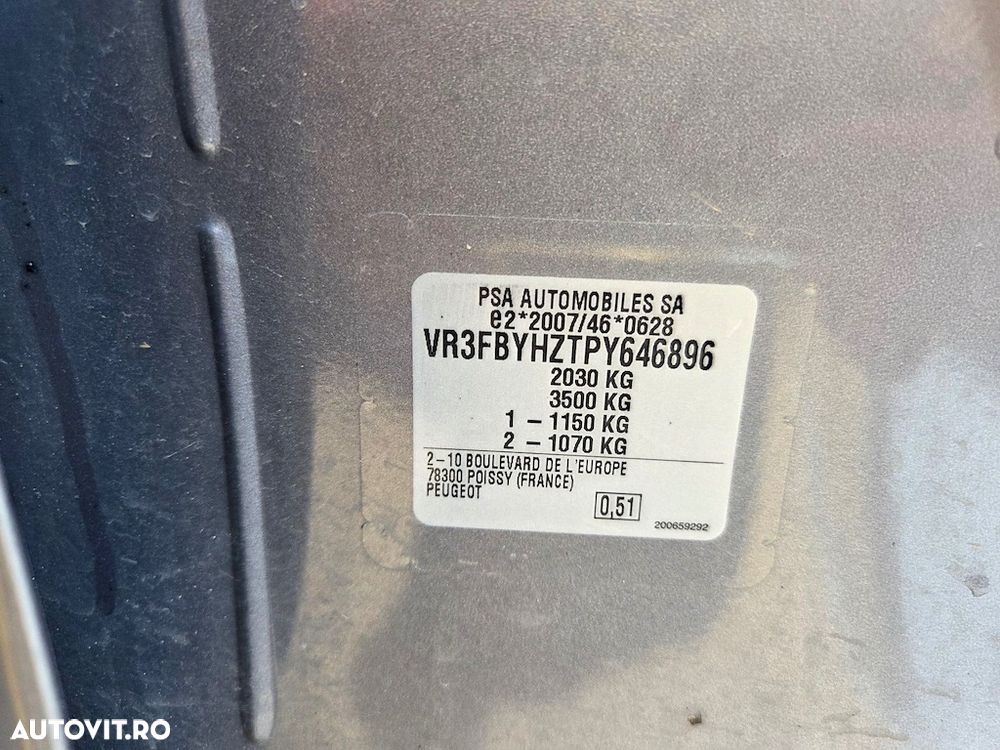 PSA AUTOMOBILES SA
e2*2007/46*0628
VR3FBYHZTPY646896
2030 KG
3500 KG
1 - 1150 KG
2 - 1070 KG
2-10 BOULEVARD DE L'EUROPE
78300 POISSY (FRANCE)
PEUGEOT
0,51
200659292
AUTOVIT.RO